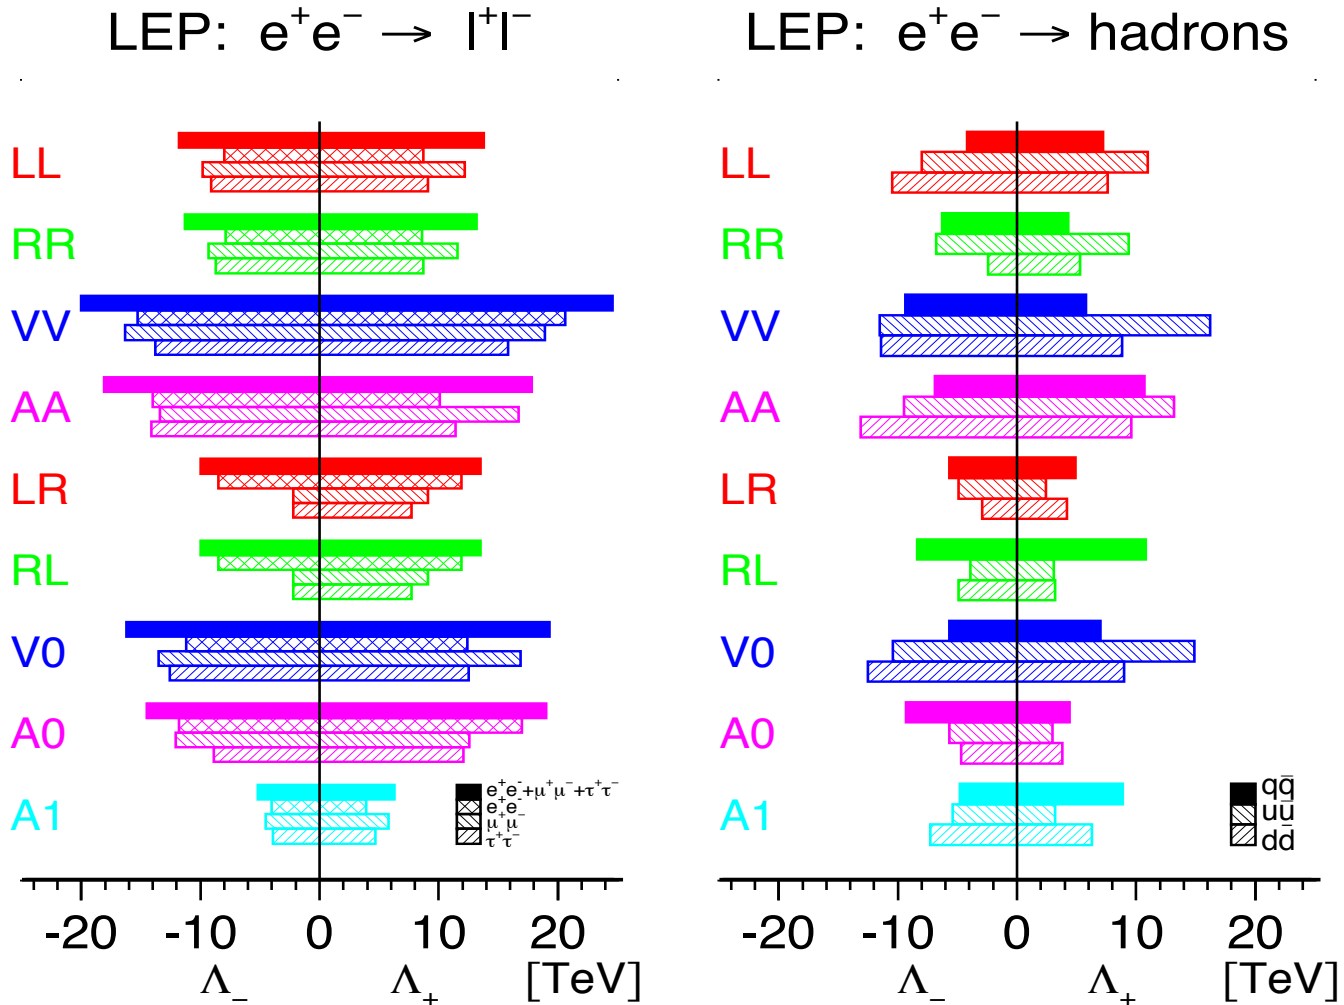 LEP: e⁺e⁻ → l⁺l⁻
LL
RR
VV
AA
LR
RL
V0
A0
A1
e⁺e⁻+μ⁺μ⁻+τ⁺τ⁻
e⁺e⁻
μ⁺μ⁻
τ⁺τ⁻
-20 -10 0 10 20
Λ₋ Λ₊ [TeV]
LEP: e⁺e⁻ → hadrons
LL
RR
VV
AA
LR
RL
V0
A0
A1
qq̄
uū
dd̄
-20 -10 0 10 20
Λ₋ Λ₊ [TeV]